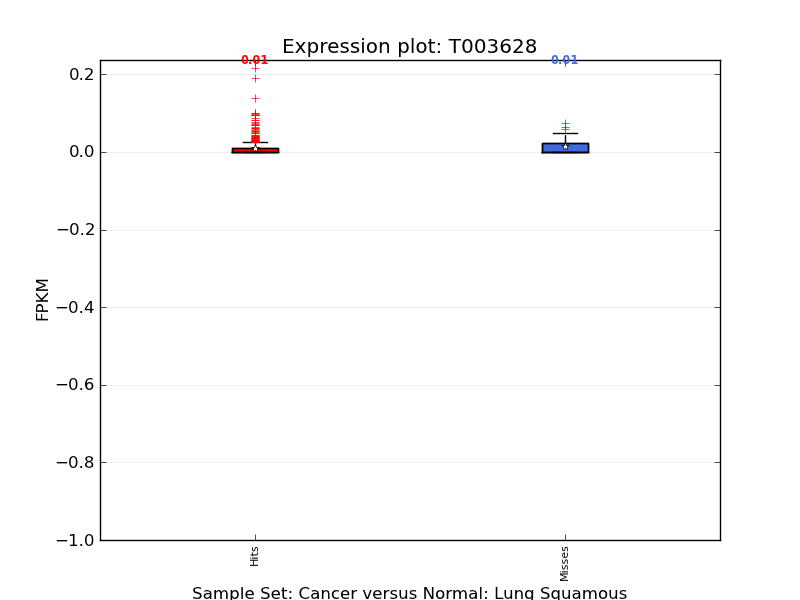 Expression plot: T003628
0.01
0.01
0.2
0.0
−0.2
−0.4
−0.6
−0.8
−1.0
FPKM
Hits
Misses
Sample Set: Cancer versus Normal: Lung Squamous